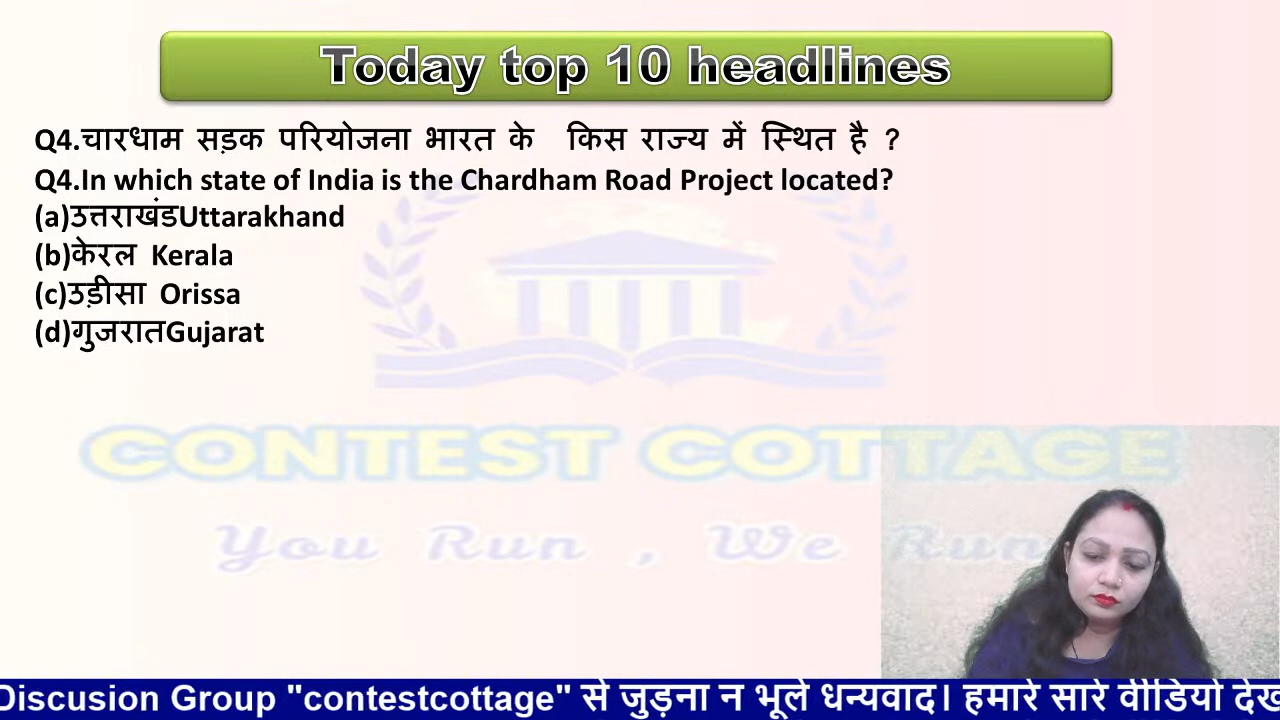 Today top 10 headlines
Q4.चारधाम सड़क परियोजना भारत के किस राज्य में स्थित है ?
Q4.In which state of India is the Chardham Road Project located?
(a)उत्तराखंडUttarakhand
(b)केरल Kerala
(c)उड़ीसा Orissa
(d)गुजरातGujarat
CONTEST COTTAGE
You Run , We Run
Discusion Group "contestcottage" से जुड़ना न भूले धन्यवाद। हमारे सारे वीडियो देख